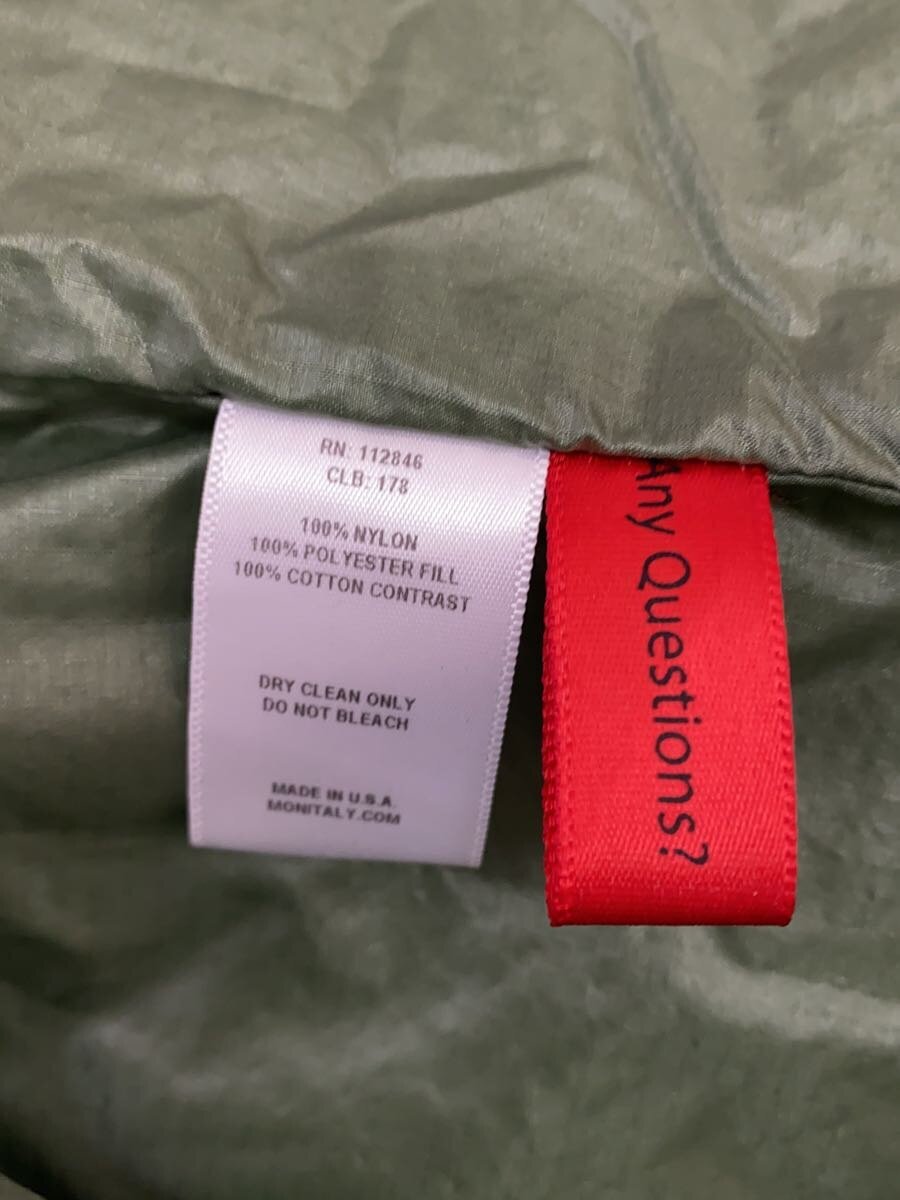 RN: 112846
CLB: 178
100% NYLON
100% POLYESTER FILL
100% COTTON CONTRAST
DRY CLEAN ONLY
DO NOT BLEACH
MADE IN U.S.A.
MONITALY.COM
Any Questions?